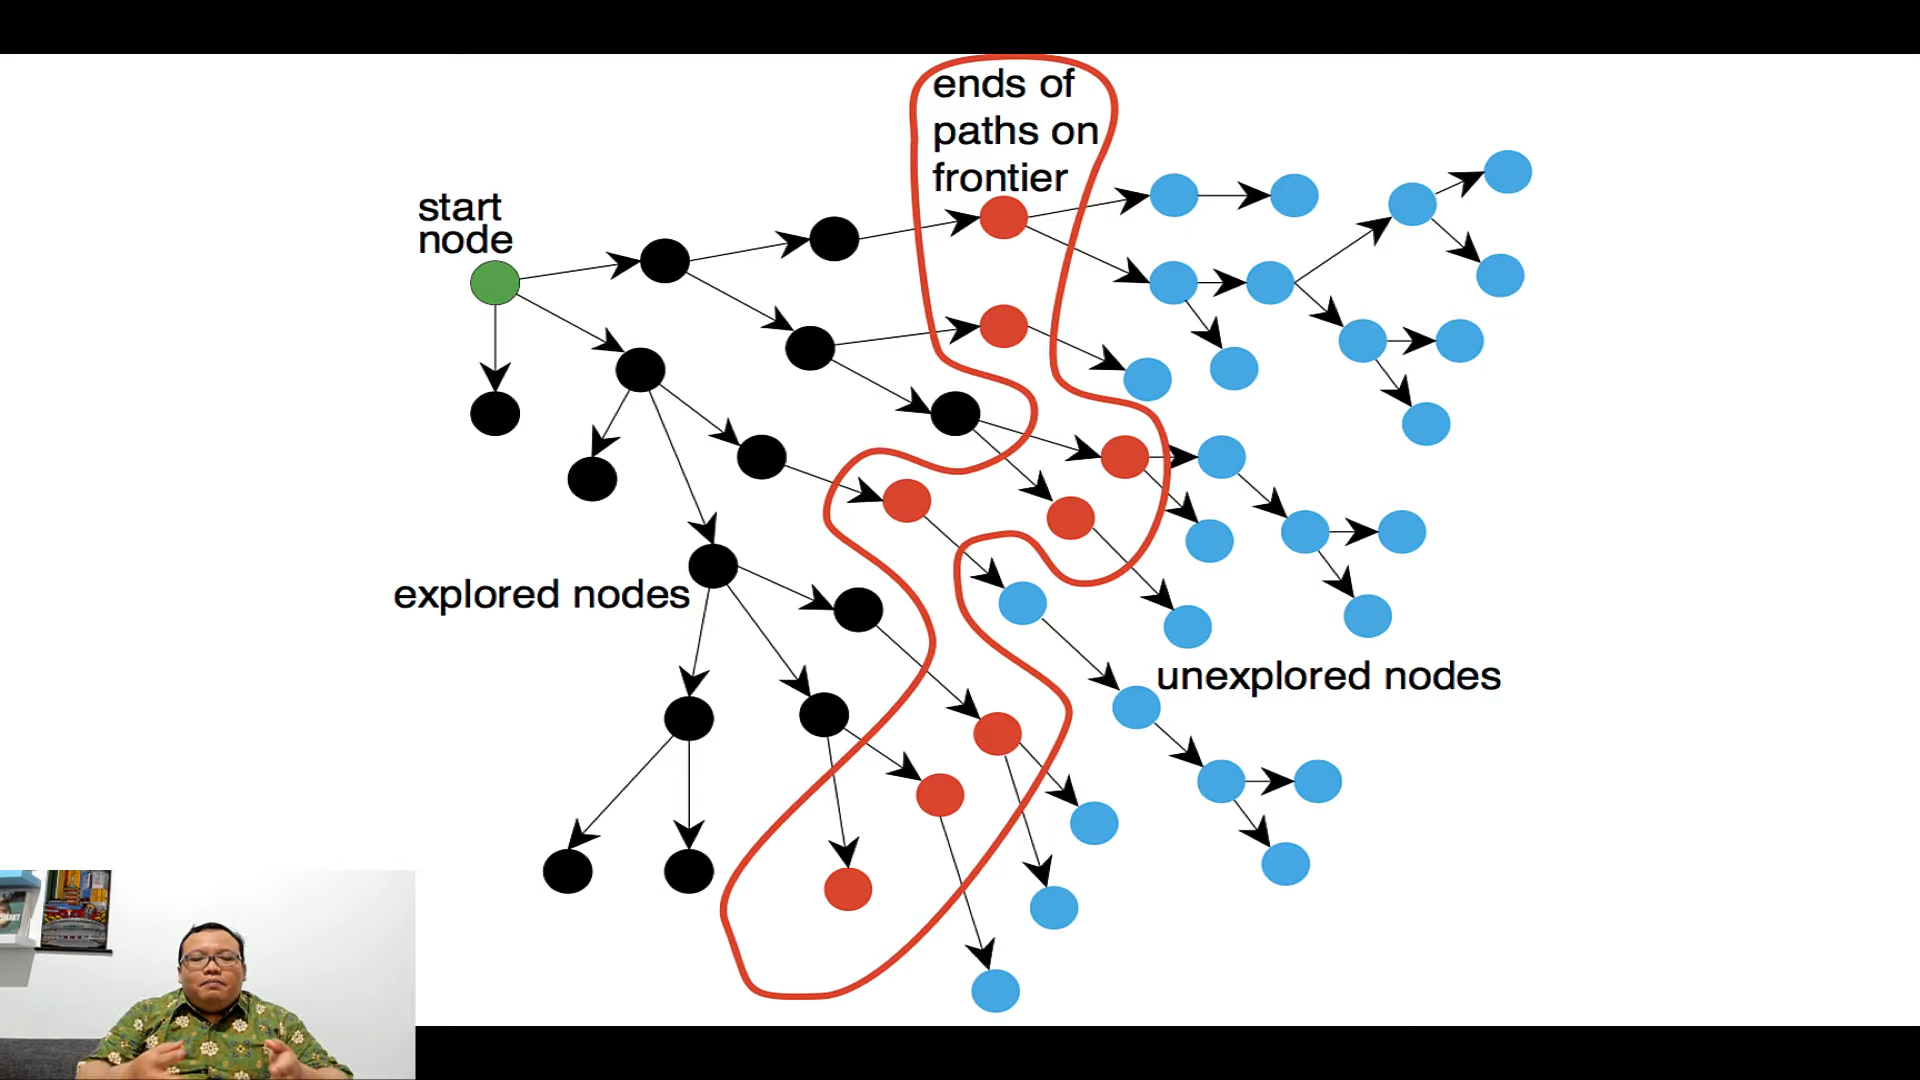 ends of
paths on
frontier
start
node
explored nodes
unexplored nodes